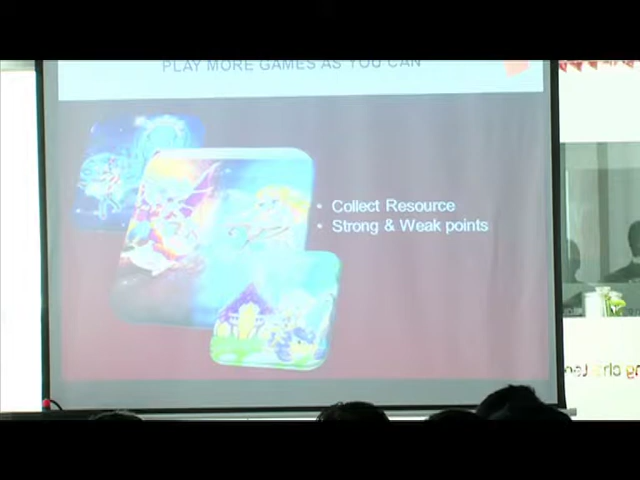 PLAY MORE GAMES AS YOU CAN
• Collect Resource
• Strong & Weak points